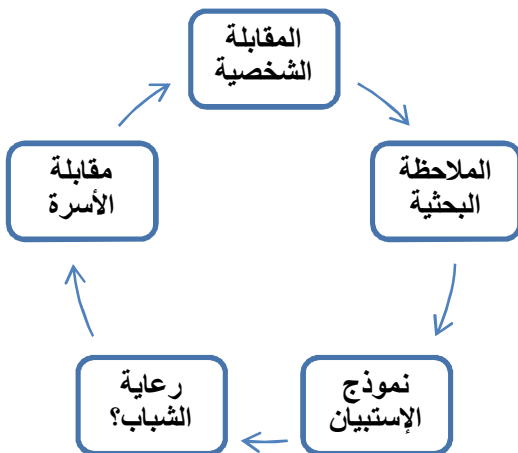 المقابلة
الشخصية
الملاحظة
البحثية
نموذج
الإستبيان
رعاية
الشباب؟
مقابلة
الأسرة